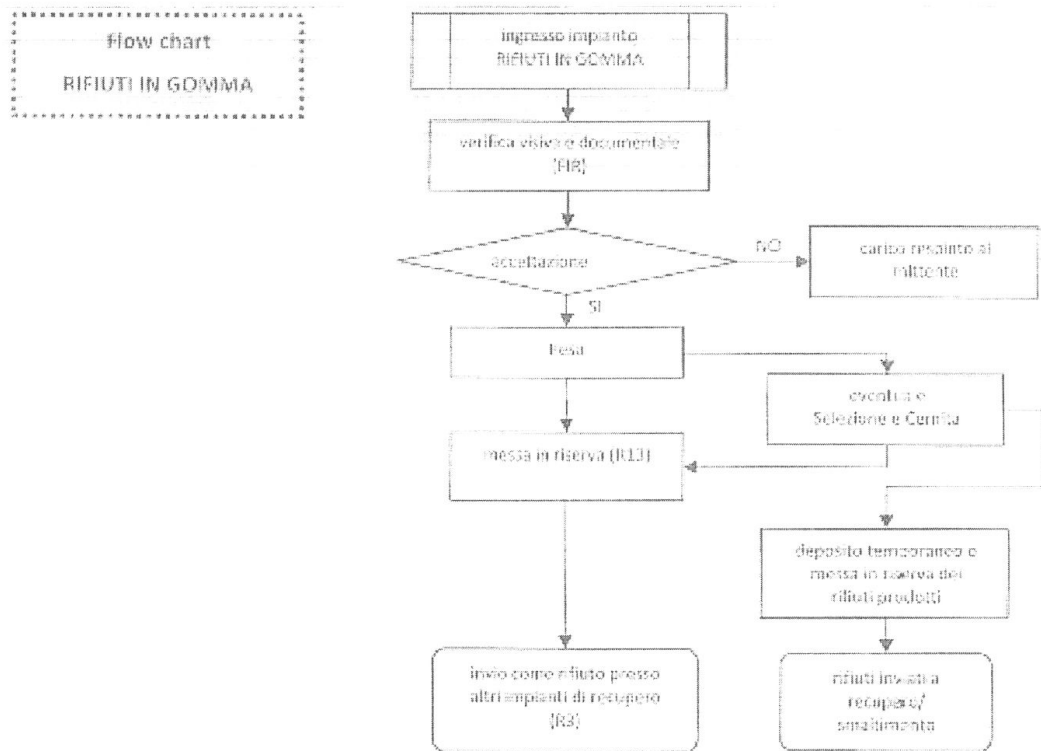 Flow chart
RIFIUTI IN GOMMA
ingresso impianto
RIFIUTI IN GOMMA
verifica visiva e documentale
(FIR)
accettazione
NO
carico respinto al
mittente
SI
Pesa
eventuale
Selezione e Cernita
messa in riserva (R13)
deposito temporaneo o
messa in riserva dei
rifiuti prodotti
invio come rifiuto presso
altri impianti di recupero
(R3)
rifiuti inviati a
recupero/
smaltimento